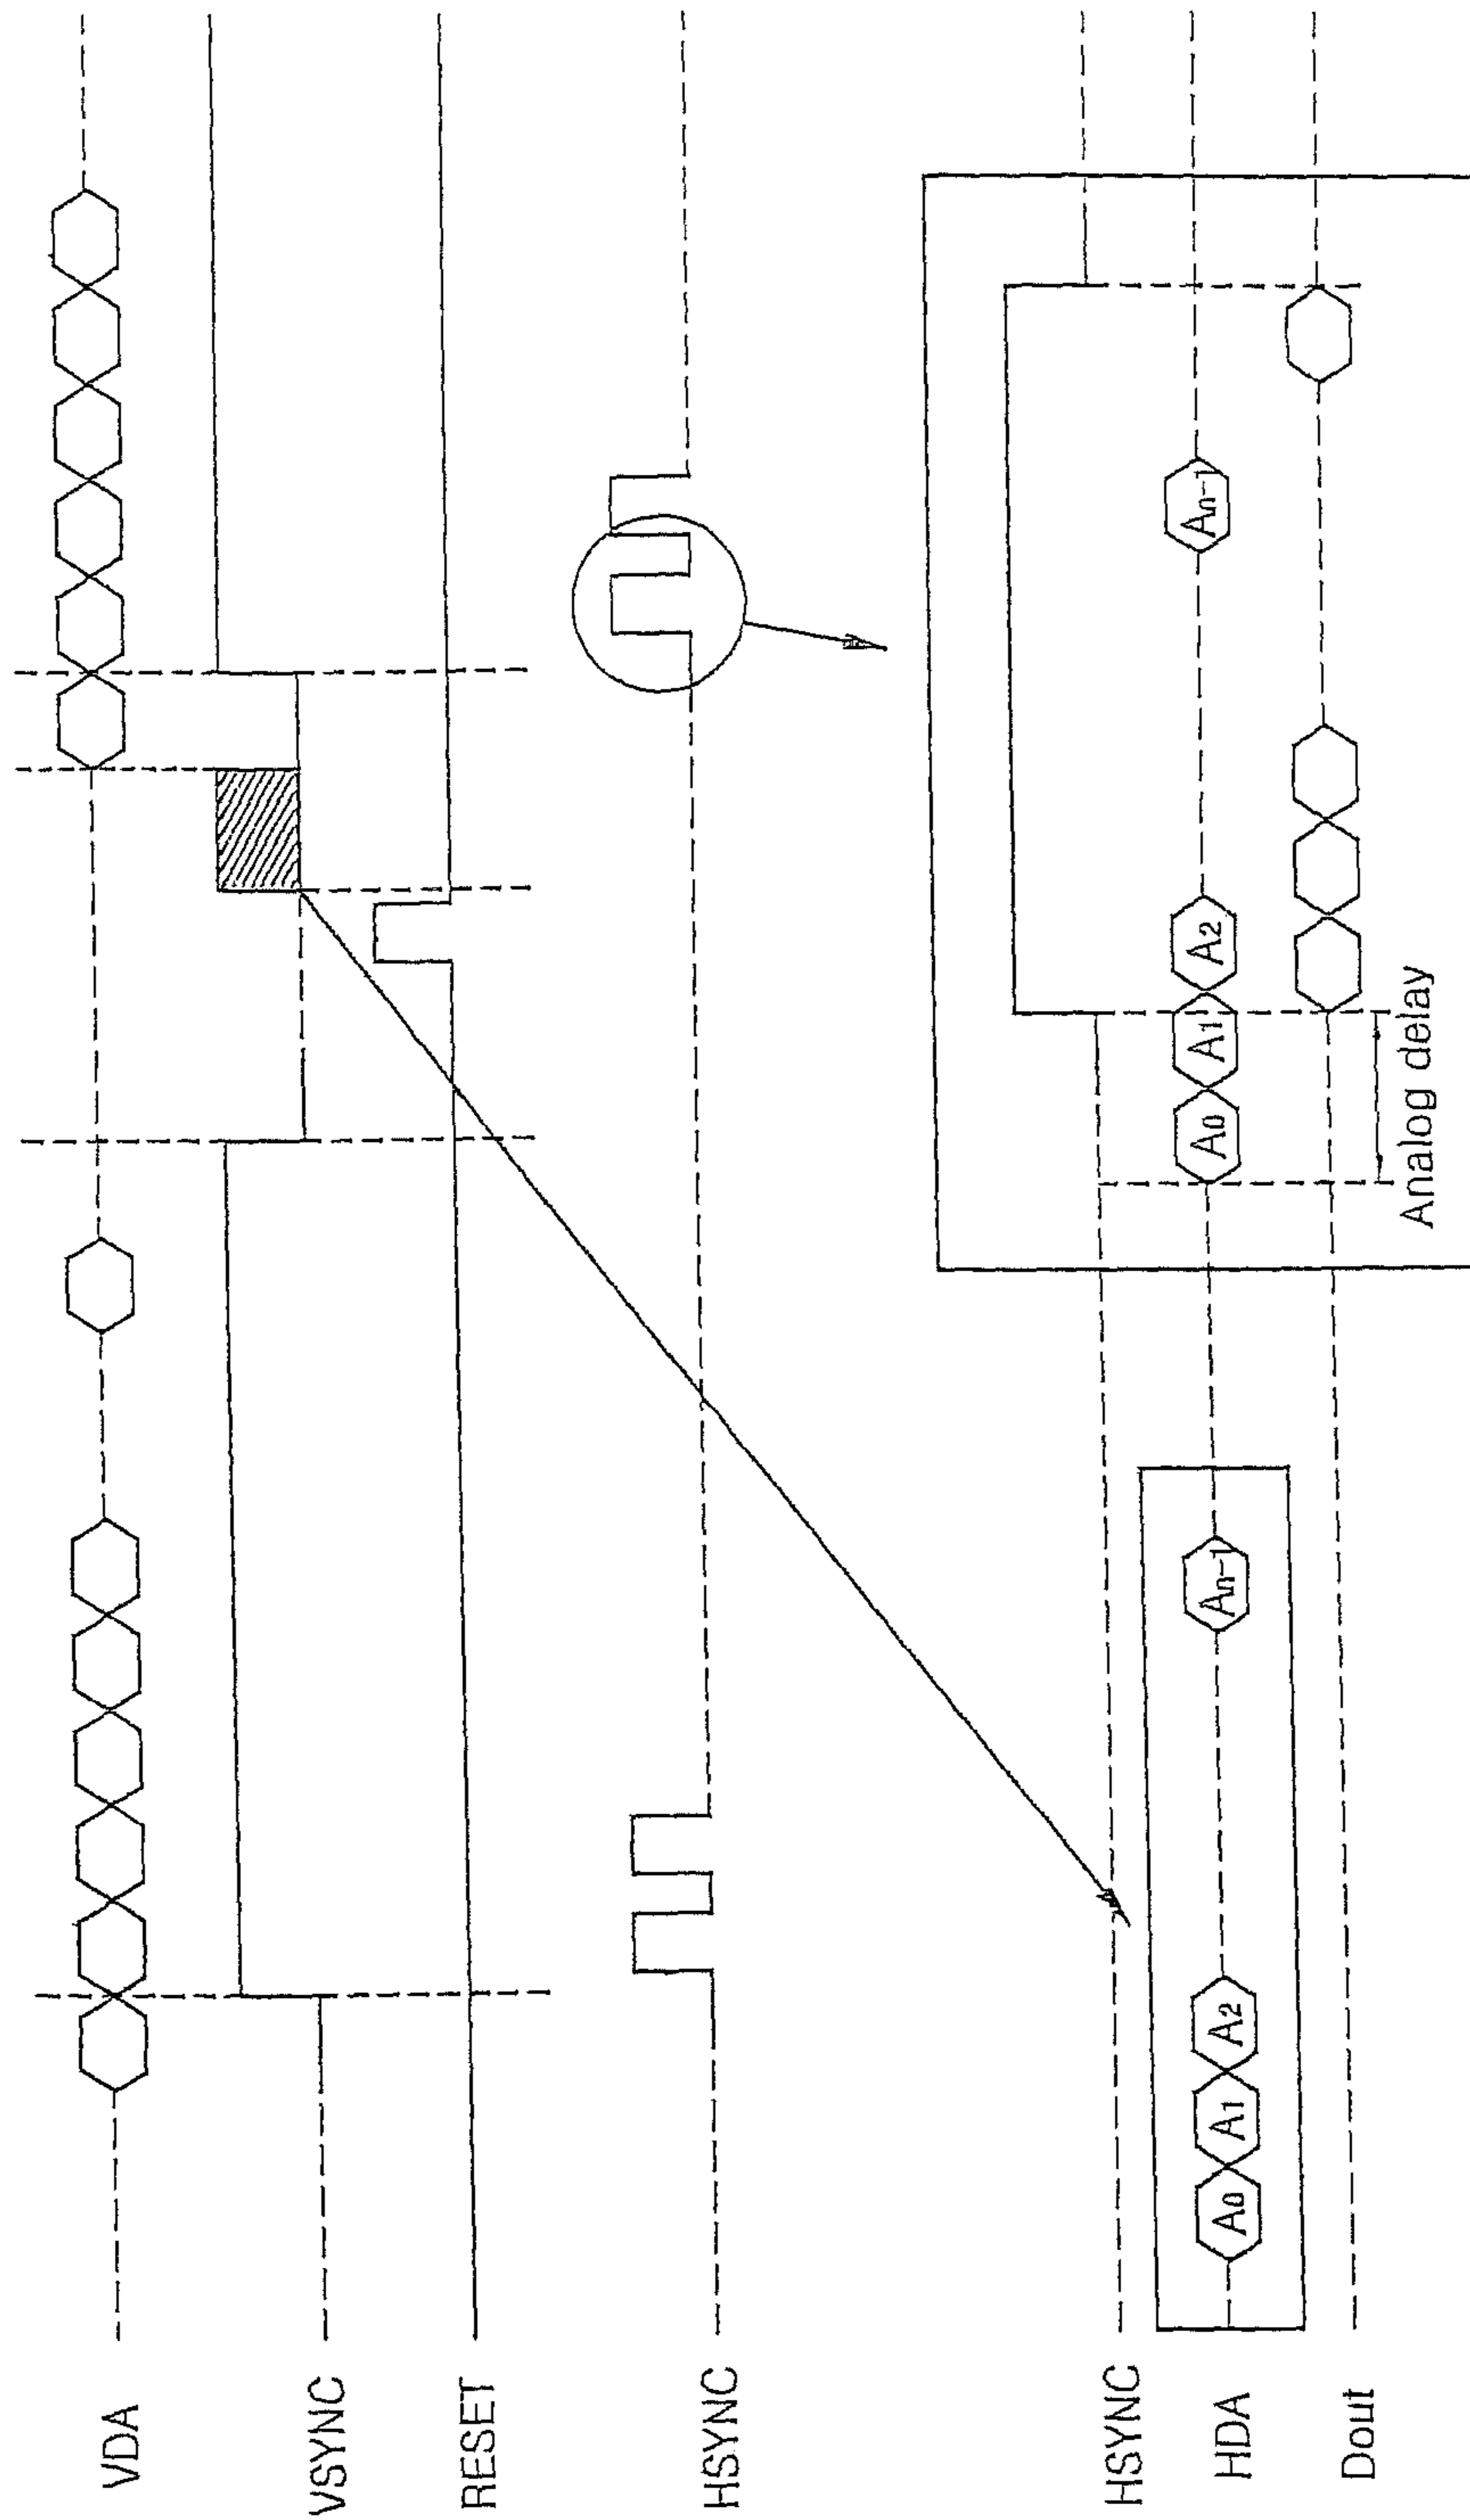 VDA
VSYNC
RESET
HSYNC
HSYNC
HDA
A0 A1 A2 An-1
A0 A1 A2 An-1
Dout
Analog delay